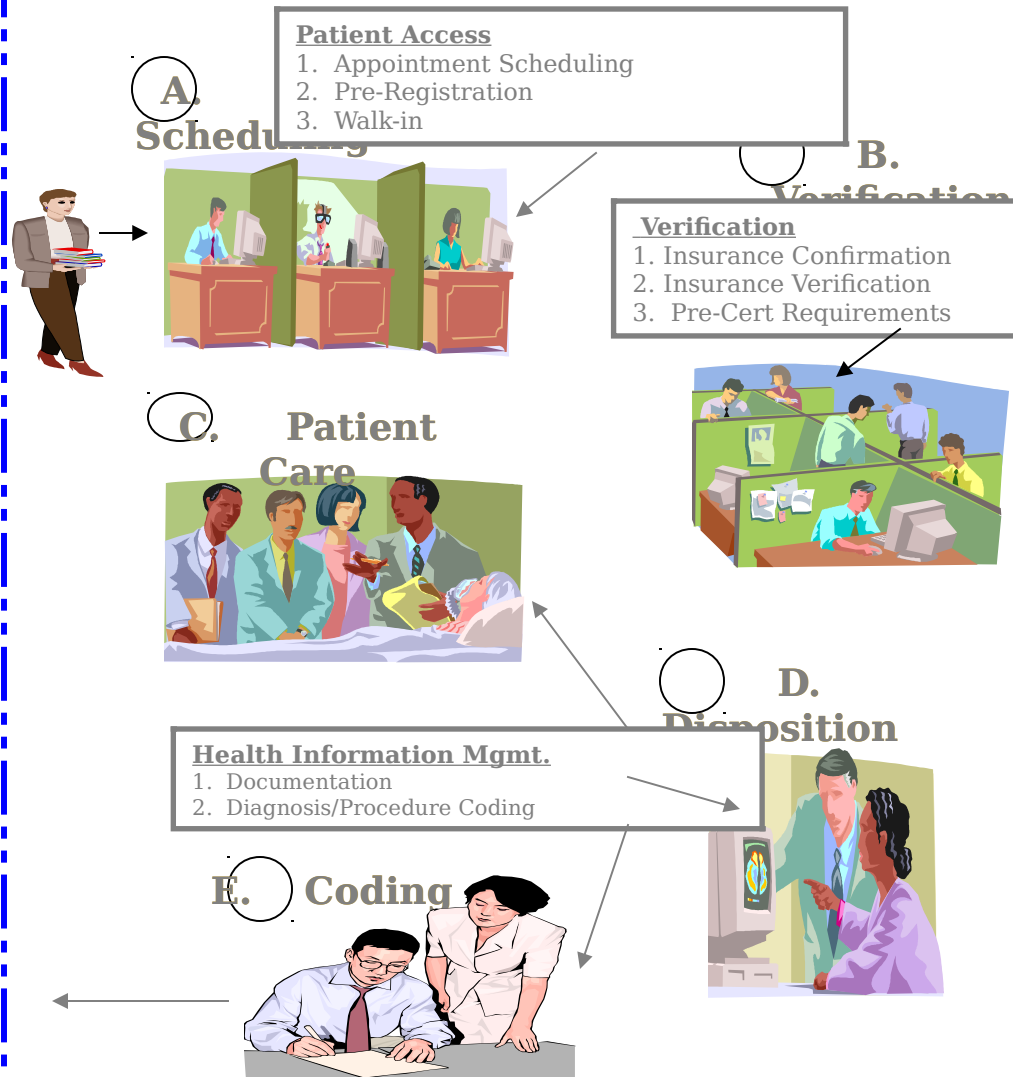 Patient Access
1. Appointment Scheduling
2. Pre-Registration
3. Walk-in
A.
Scheduling
B.
Verification
Verification
1. Insurance Confirmation
2. Insurance Verification
3. Pre-Cert Requirements
C. Patient
Care
D.
Disposition
Health Information Mgmt.
1. Documentation
2. Diagnosis/Procedure Coding
E. Coding